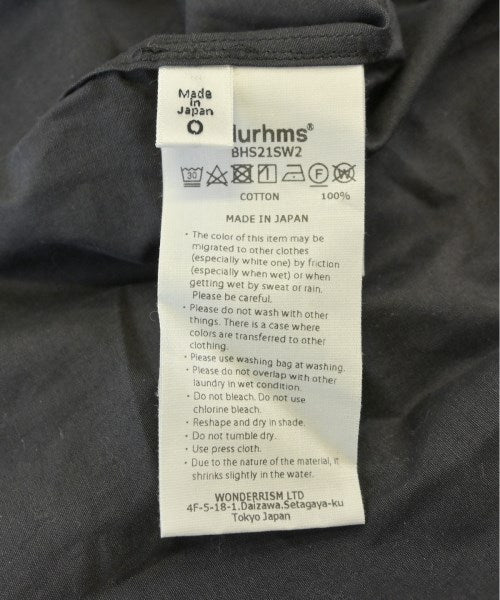 Made
in
Japan
O
lurhms®
BHS21SW2
30
COTTON 100%
MADE IN JAPAN
・The color of this item may be
migrated to other clothes
(especially white one) by friction
(especially when wet) or when
getting wet by sweat or rain.
Please be careful.
・Please do not wash with other
things. There is a case where
colors are transferred to other
clothing.
・Please use washing bag at washing.
・Please do not overlap with other
laundry in wet condition.
・Do not bleach. Do not use
chlorine bleach.
・Reshape and dry in shade.
・Do not tumble dry.
・Use press cloth.
・Due to the nature of the material, it
shrinks slightly in the water.
WONDERRISM LTD
4F-5-18-1.Daizawa.Setagaya-ku
Tokyo Japan